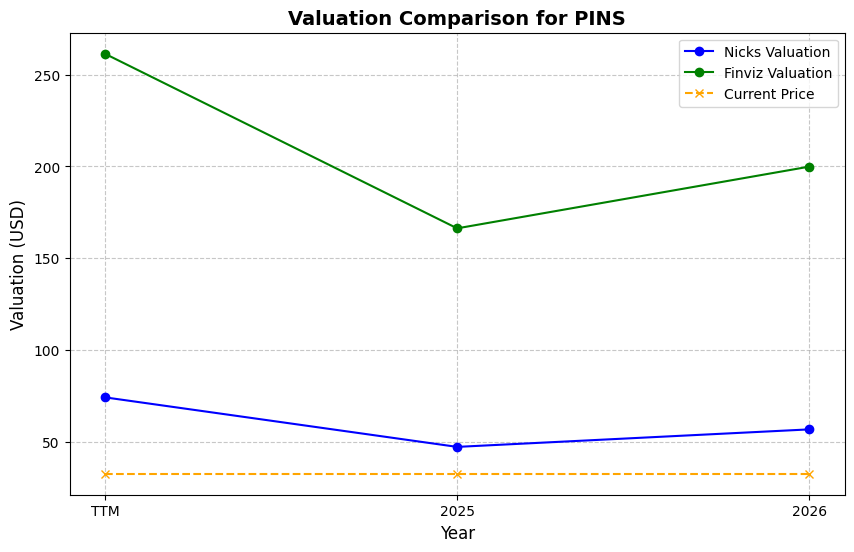 Valuation Comparison for PINS
Nicks Valuation
Finviz Valuation
Current Price
Valuation (USD)
250
200
150
100
50
TTM
2025
2026
Year